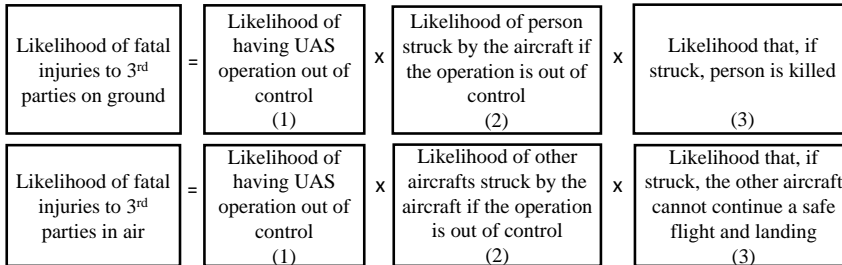 Likelihood of fatal
injuries to 3rd
parties on ground
=
Likelihood of
having UAS
operation out of
control
(1)
x
Likelihood of person
struck by the aircraft if
the operation is out of
control
(2)
x
Likelihood that, if
struck, person is killed
(3)
Likelihood of fatal
injuries to 3rd
parties in air
=
Likelihood of
having UAS
operation out of
control
(1)
x
Likelihood of other
aircrafts struck by the
aircraft if the operation
is out of control
(2)
x
Likelihood that, if
struck, the other aircraft
cannot continue a safe
flight and landing
(3)